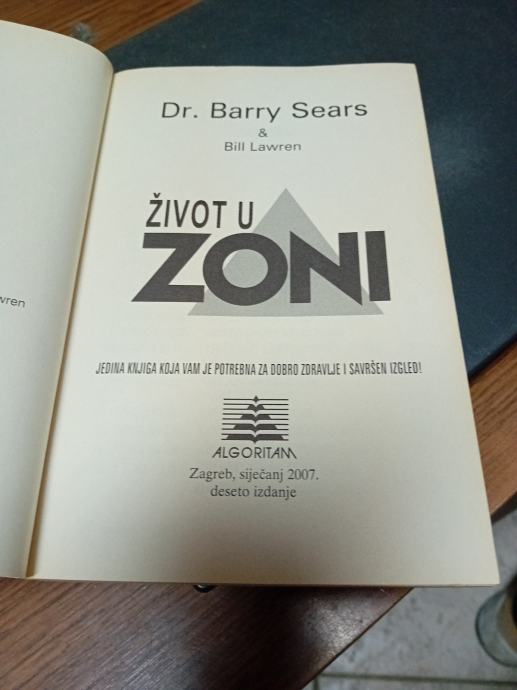 Dr. Barry Sears
&
Bill Lawren
ŽIVOT U
ZONI
JEDINA KNJIGA KOJA VAM JE POTREBNA ZA DOBRO ZDRAVLJE I SAVRŠEN IZGLED!
ALGORITAM
Zagreb, siječanj 2007.
deseto izdanje